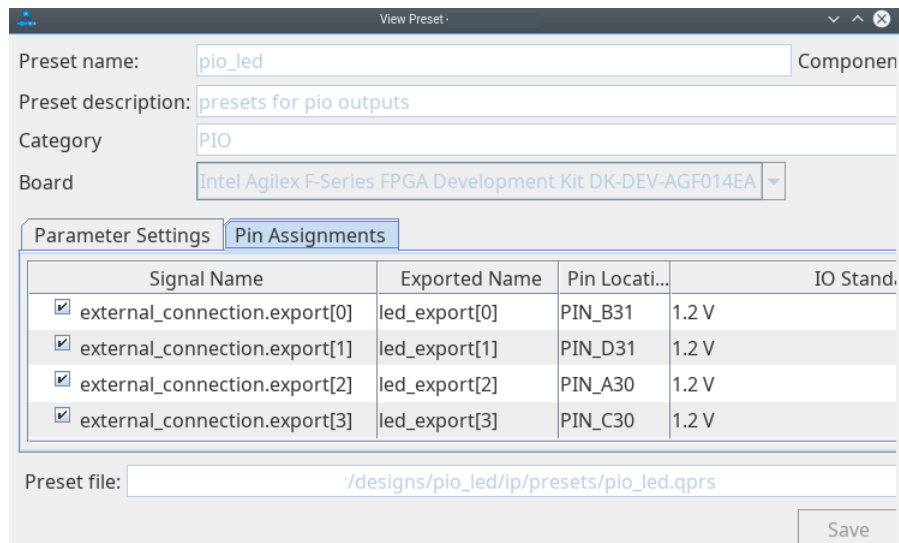 View Preset -
Preset name: pio_led Componen
Preset description: presets for pio outputs
Category PIO
Board Intel Agilex F-Series FPGA Development Kit DK-DEV-AGF014EA
Parameter Settings Pin Assignments
Signal Name Exported Name Pin Locati... IO Standa
external_connection.export[0] led_export[0] PIN_B31 1.2 V
external_connection.export[1] led_export[1] PIN_D31 1.2 V
external_connection.export[2] led_export[2] PIN_A30 1.2 V
external_connection.export[3] led_export[3] PIN_C30 1.2 V
Preset file: /designs/pio_led/ip/presets/pio_led.qprs
Save